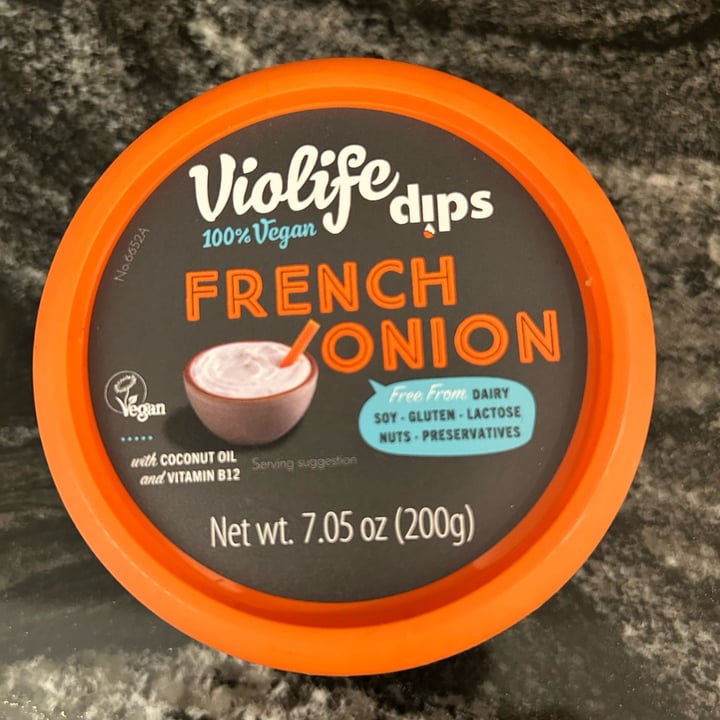 Violife dips
100% Vegan
No.6652A
FRENCH
ONION
Free From DAIRY
SOY - GLUTEN - LACTOSE
NUTS - PRESERVATIVES
Vegan
with COCONUT OIL
and VITAMIN B12
Serving suggestion
Net wt. 7.05 oz (200g)